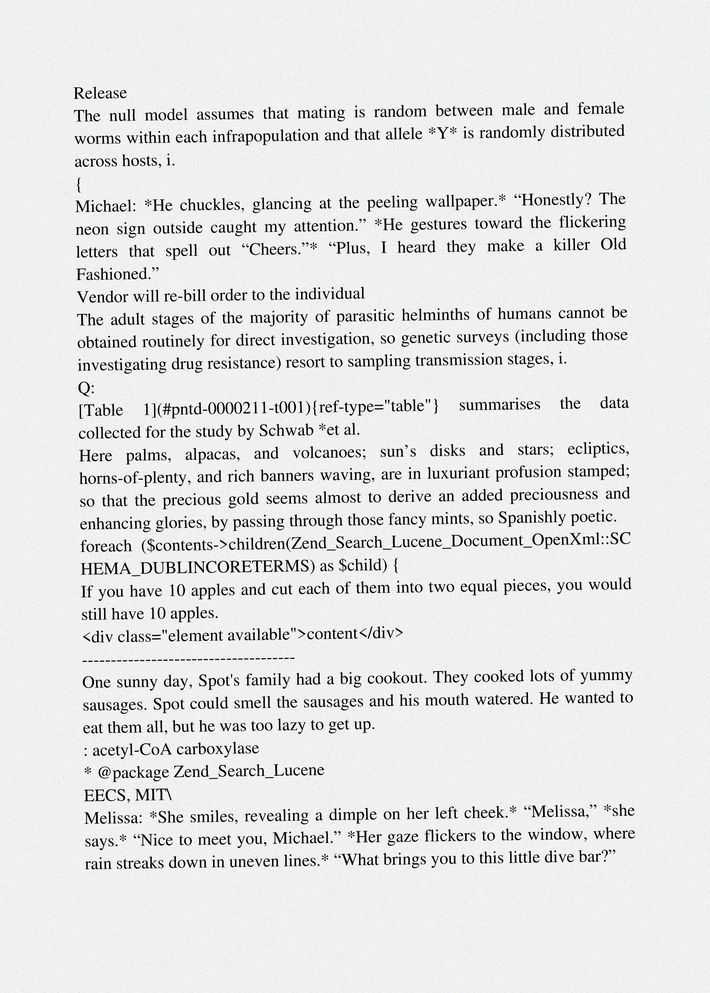 Release
The null model assumes that mating is random between male and female
worms within each infrapopulation and that allele *Y* is randomly distributed
across hosts, i.
{
Michael: *He chuckles, glancing at the peeling wallpaper.* “Honestly? The
neon sign outside caught my attention.” *He gestures toward the flickering
letters that spell out “Cheers.”* “Plus, I heard they make a killer Old
Fashioned.”
Vendor will re-bill order to the individual
The adult stages of the majority of parasitic helminths of humans cannot be
obtained routinely for direct investigation, so genetic surveys (including those
investigating drug resistance) resort to sampling transmission stages, i.
Q:
[Table 1](#pntd-0000211-t001){ref-type="table"} summarises the data
collected for the study by Schwab *et al.
Here palms, alpacas, and volcanoes; sun’s disks and stars; ecliptics,
horns-of-plenty, and rich banners waving, are in luxuriant profusion stamped;
so that the precious gold seems almost to derive an added preciousness and
enhancing glories, by passing through those fancy mints, so Spanishly poetic.
foreach ($contents->children(Zend_Search_Lucene_Document_OpenXml::SC
HEMA_DUBLINCORETERMS) as $child) {
If you have 10 apples and cut each of them into two equal pieces, you would
still have 10 apples.
<div class="element available">content</div>
-------------------------------------
One sunny day, Spot's family had a big cookout. They cooked lots of yummy
sausages. Spot could smell the sausages and his mouth watered. He wanted to
eat them all, but he was too lazy to get up.
: acetyl-CoA carboxylase
* @package Zend_Search_Lucene
EECS, MIT\
Melissa: *She smiles, revealing a dimple on her left cheek.* “Melissa,” *she
says.* “Nice to meet you, Michael.” *Her gaze flickers to the window, where
rain streaks down in uneven lines.* “What brings you to this little dive bar?”